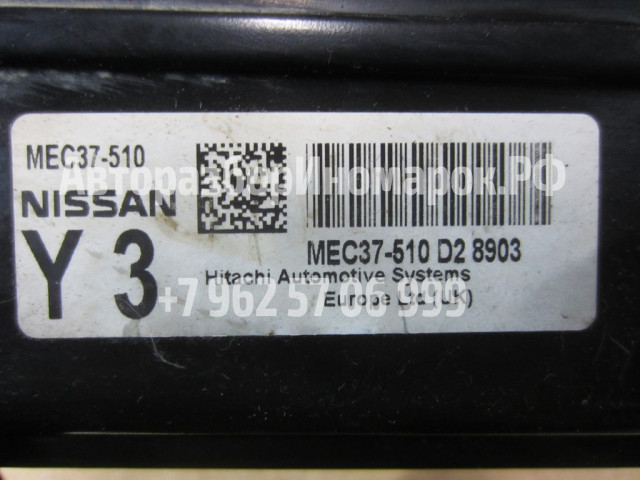 MEC37-510
АвторазборИномарок.РФ
NISSAN
Y 3
MEC37-510 D2 8903
Hitachi Automotive Systems
Europe Ltd (UK)
+7 962 57 06 999